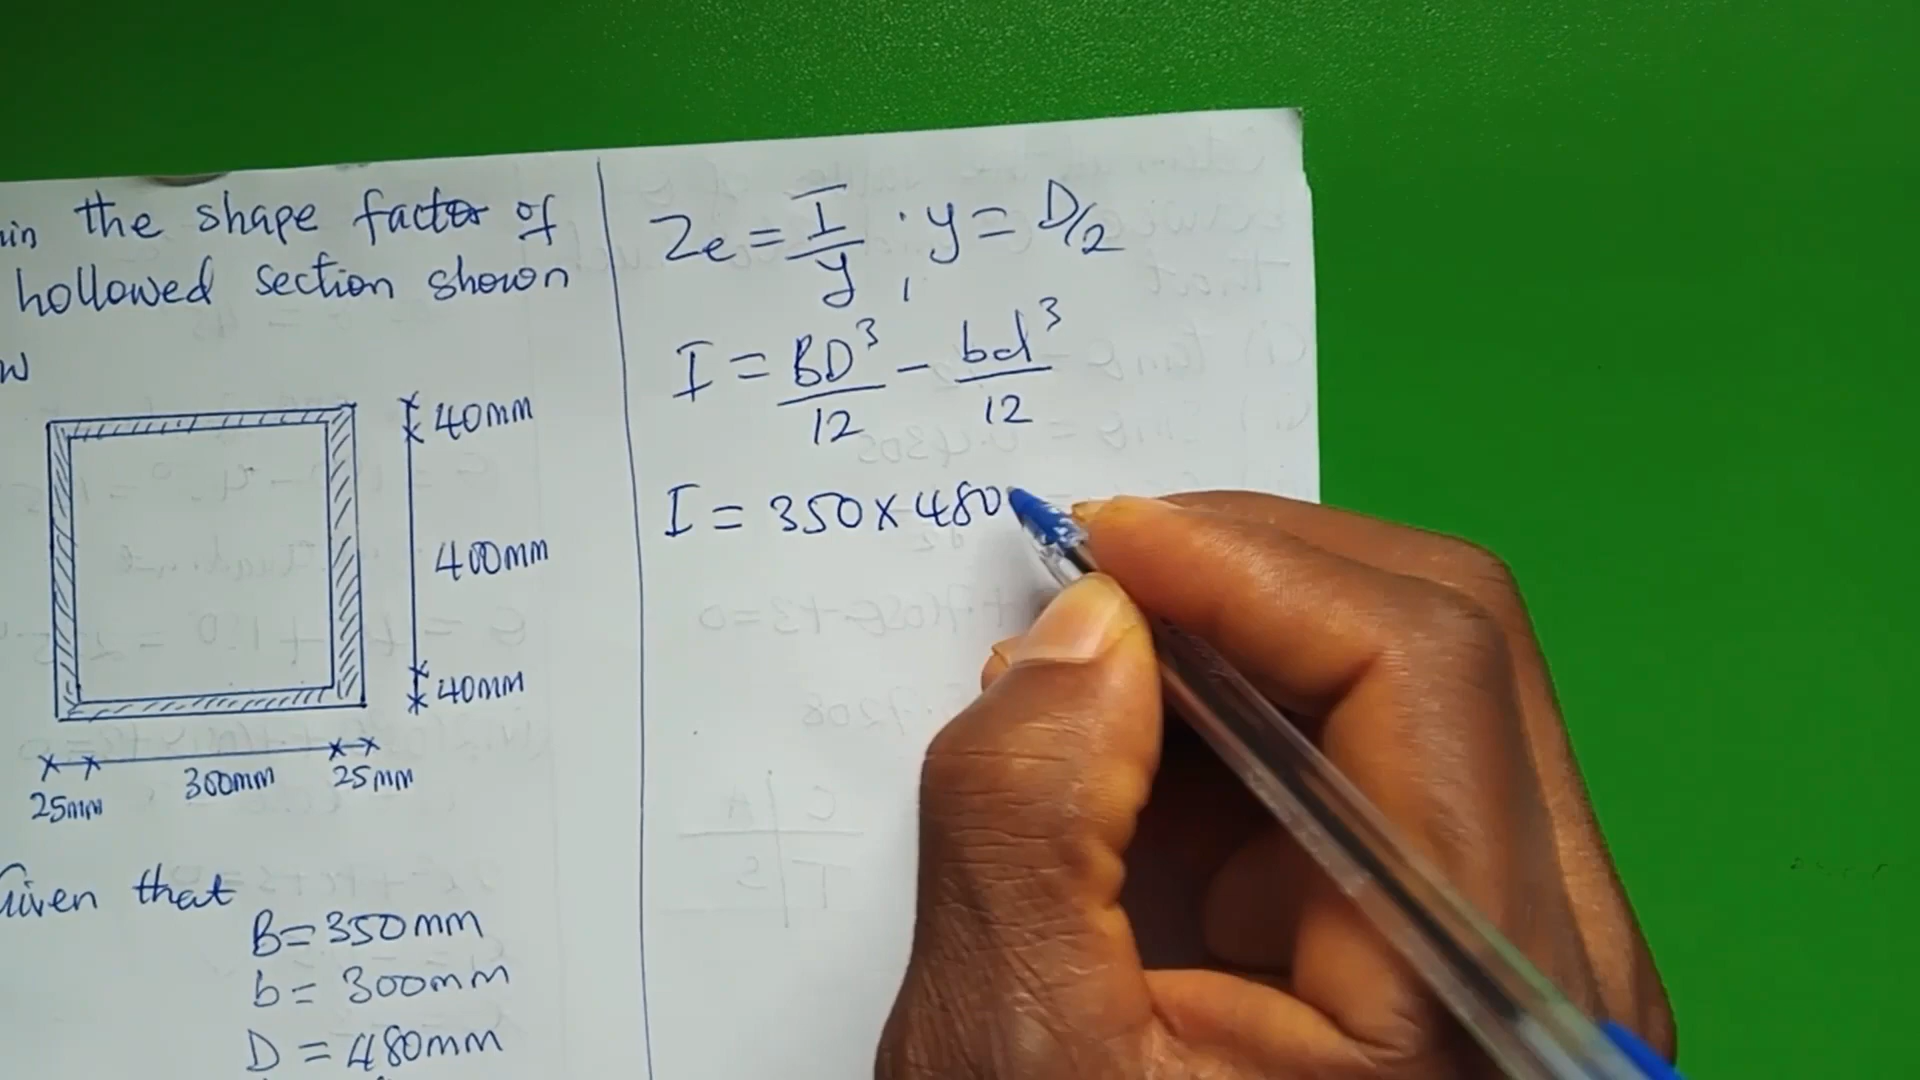 the shape factor of
hollowed section shown
40mm
400mm
40mm
25mm 300mm 25mm
Given that
B=350mm
b= 300mm
D = 480mm
Ze = I/y, y = D/2
I = BD³/12 - bd³/12
I = 350×480